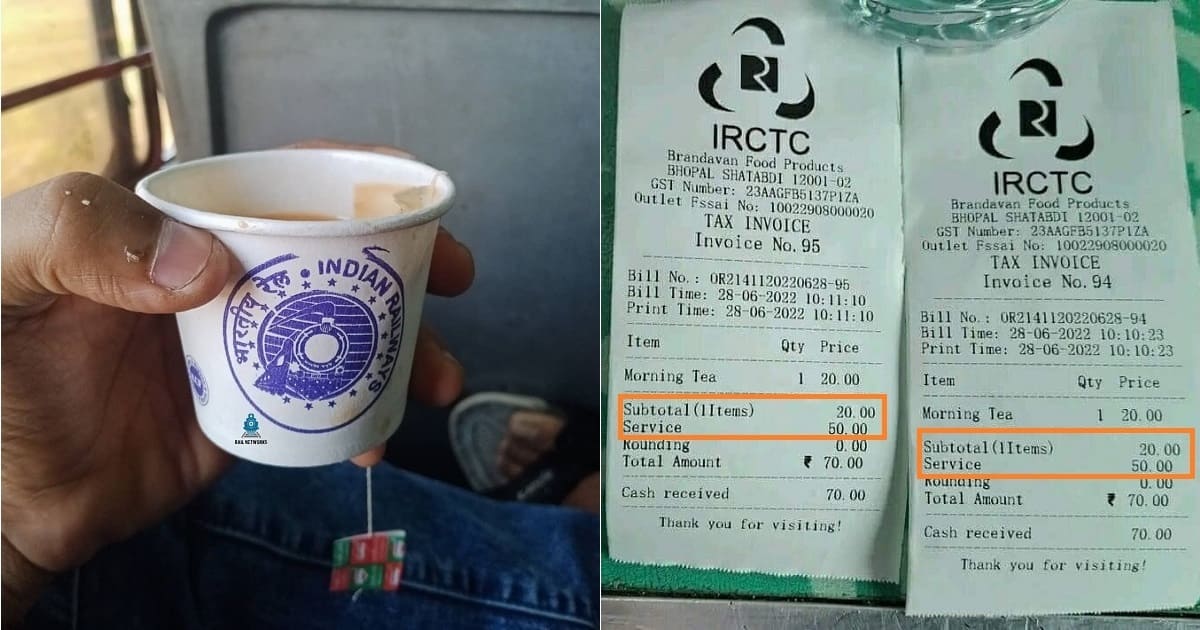 भारतीय रेल • INDIAN RAILWAYS
RAIL NETWORKS
IRCTC
Brandavan Food Products
BHOPAL SHATABDI 12001-02
GST Number: 23AAGFB5137P1ZA
Outlet Fssai No: 10022908000020
TAX INVOICE
Invoice No. 95
Bill No.: OR2141120220628-95
Bill Time: 28-06-2022 10:11:10
Print Time: 28-06-2022 10:11:10
Item Qty Price
Morning Tea 1 20.00
Subtotal(1Items) 20.00
Service 50.00
Rounding 0.00
Total Amount ₹ 70.00
Cash received 70.00
Thank you for visiting!
IRCTC
Brandavan Food Products
BHOPAL SHATABDI 12001-02
GST Number: 23AAGFB5137P1ZA
Outlet Fssai No: 10022908000020
TAX INVOICE
Invoice No. 94
Bill No.: OR2141120220628-94
Bill Time: 28-06-2022 10:10:23
Print Time: 28-06-2022 10:10:23
Item Qty Price
Morning Tea 1 20.00
Subtotal(1Items) 20.00
Service 50.00
Rounding 0.00
Total Amount ₹ 70.00
Cash received 70.00
Thank you for visiting!